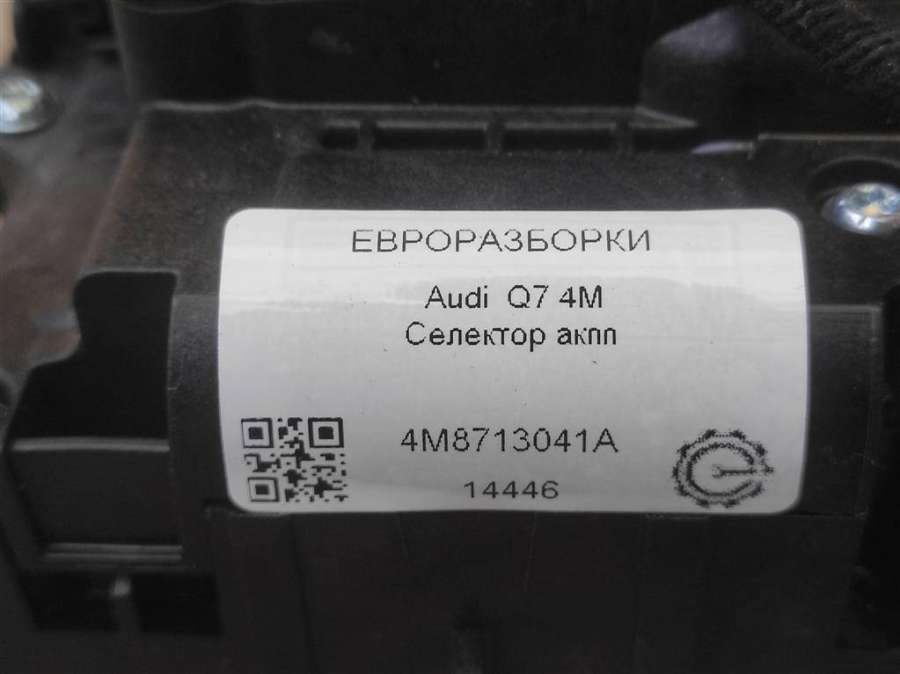 ЕВРОРАЗБОРКИ
Audi Q7 4M
Селектор акпп
4M8713041A
14446